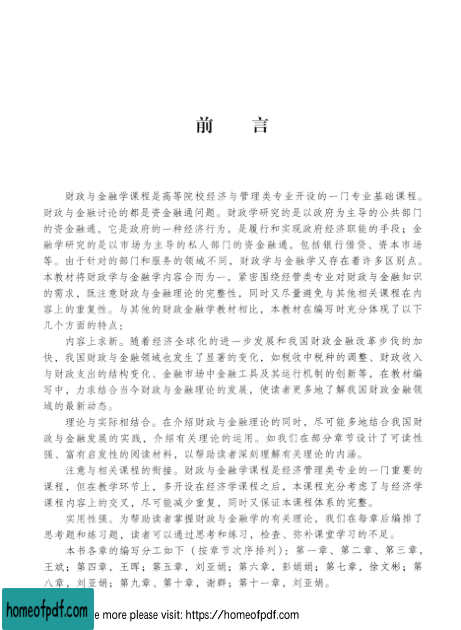 前　言
财政与金融学课程是高等院校经济与管理类专业开设的一门专业基础课程。
财政与金融讨论的都是资金融通问题。财政学研究的是以政府为主导的公共部门
的资金融通，它是政府的一种经济行为，是履行和实现政府经济职能的手段；金
融学研究的是以市场为主导的私人部门的资金融通，包括银行借贷、资本市场
等。由于针对的部门和服务的领域不同，财政学与金融学又存在着许多区别点。
本教材将财政学与金融学内容合而为一，紧密围绕经管类专业对财政与金融知识
的需求，既注意财政与金融理论的完整性，同时又尽量避免与其他相关课程在内
容上的重复性。与其他的财政金融学教材相比，本教材在编写时充分体现了以下
几个方面的特点：
内容上求新。随着经济全球化的进一步发展和我国财政金融改革步伐的加
快，我国财政与金融领域也发生了显著的变化，如税收中税种的调整、财政收入
与财政支出的结构变化、金融市场中金融工具及其运行机制的创新等，在教材编
写中，力求结合当今财政与金融理论的发展，使读者更多地了解我国财政金融领
域的最新动态。
理论与实际相结合。在介绍财政与金融理论的同时，尽可能多地结合我国财
政与金融发展的实践，介绍有关理论的运用。如我们在部分章节设计了可读性
强、富有启发性的阅读材料，以帮助读者深刻理解有关理论的内涵。
注意与相关课程的衔接。财政与金融学课程是经济管理类专业的一门重要的
课程，但在教学环节上，多开设在经济学课程之后，本课程充分考虑了与经济学
课程内容上的交叉，尽可能减少重复，同时又保证本课程体系的完整。
实用性强。为帮助读者掌握财政与金融学的有关理论，我们在每章后编排了
思考题和练习题，读者可以通过思考和练习，检查、弥补课堂学习的不足。
本书各章的编写分工如下（按章节次序排列）：第一章、第二章、第三章，
王斌；第四章，王晖；第五章，刘亚娟；第六章，彭娟娟；第七章，徐文彬；第
八章，刘亚娟；第九章、第十章，谢群；第十一章，刘亚娟。
homeofpdf.com
e more please visit: https://homeofpdf.com